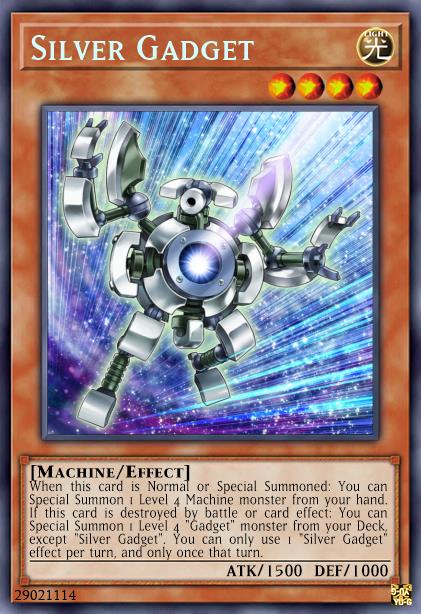 SILVER GADGET
LIGHT
光
[MACHINE/EFFECT]
When this card is Normal or Special Summoned: You can
Special Summon 1 Level 4 Machine monster from your hand.
If this card is destroyed by battle or card effect: You can
Special Summon 1 Level 4 "Gadget" monster from your Deck,
except "Silver Gadget". You can only use 1 "Silver Gadget"
effect per turn, and only once that turn.
ATK/1500 DEF/1000
29021114